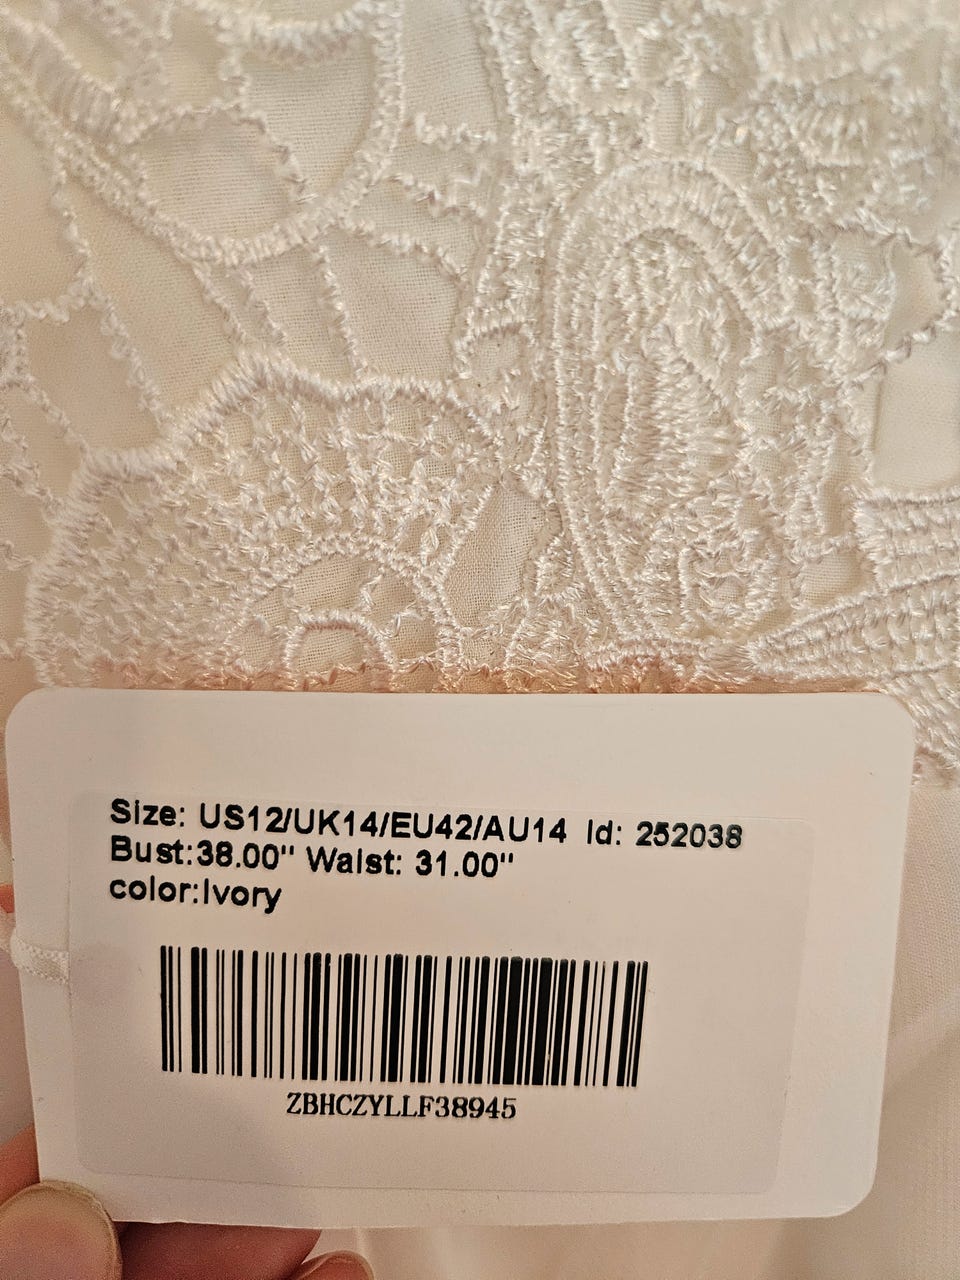 Size: US12/UK14/EU42/AU14 Id: 252038
Bust:38.00" Waist: 31.00"
color:Ivory
ZBHCZYLLF38945